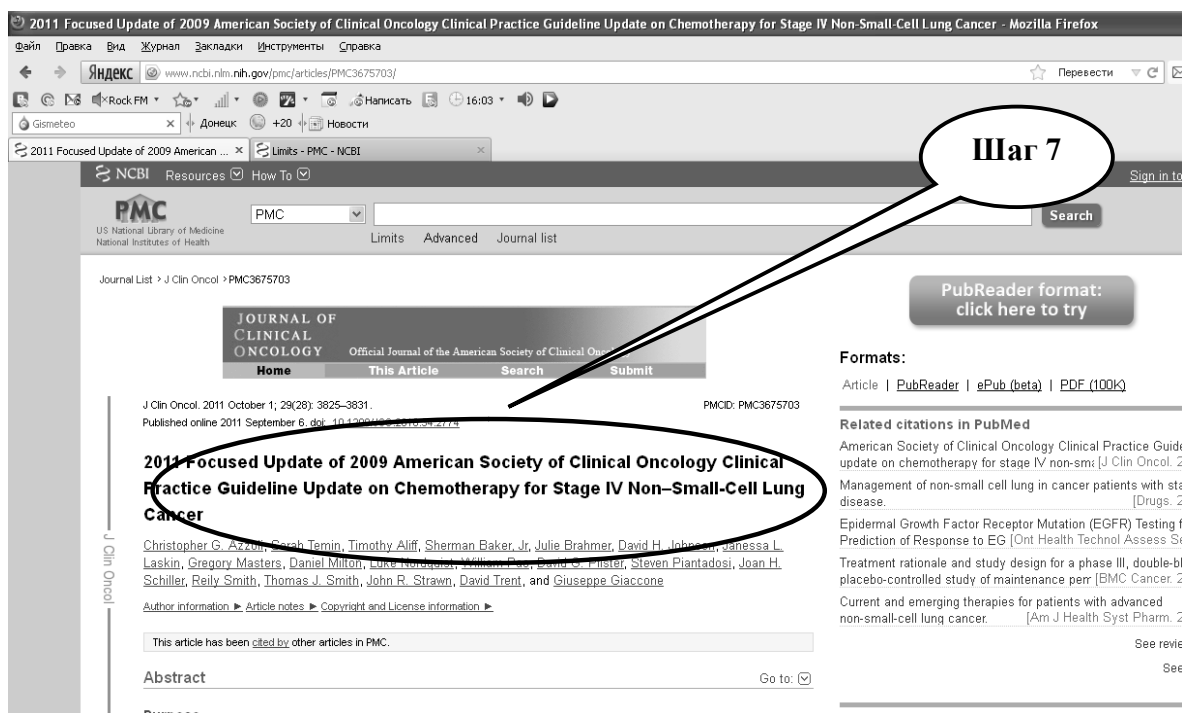 2011 Focused Update of 2009 American Society of Clinical Oncology Clinical Practice Guideline Update on Chemotherapy for Stage IV Non-Small-Cell Lung Cancer - Mozilla Firefox
Файл Правка Вид Журнал Закладки Инструменты Справка
Яндекс www.ncbi.nlm.nih.gov/pmc/articles/PMC3675703/ Перевести
Rock FM Написать 16:03
Gismeteo Донецк +20 Новости
2011 Focused Update of 2009 American ... × Limits - PMC - NCBI ×
Шаг 7
NCBI Resources How To Sign in to
PMC
US National Library of Medicine
National Institutes of Health
PMC Search
Limits Advanced Journal list
Journal List > J Clin Oncol > PMC3675703
PubReader format:
click here to try
JOURNAL OF
CLINICAL
ONCOLOGY Official Journal of the American Society of Clinical
Home This Article Search Submit
Formats:
Article | PubReader | ePub (beta) | PDF (100K)
J Clin Oncol. 2011 October 1; 29(28): 3825–3831. PMCID: PMC3675703
Published online 2011 September 6. doi:
2011 Focused Update of 2009 American Society of Clinical Oncology Clinical
Practice Guideline Update on Chemotherapy for Stage IV Non–Small-Cell Lung
Cancer
Christopher G. Azzoli, Sarah Temin, Timothy Aliff, Sherman Baker, Jr, Julie Brahmer, David H. Johnson, Janessa L.
Laskin, Gregory Masters, Daniel Milton, Luke Nordquist, William Pao, David G. Pfister, Steven Piantadosi, Joan H.
Schiller, Reily Smith, Thomas J. Smith, John R. Strawn, David Trent, and Giuseppe Giaccone
Author information ► Article notes ► Copyright and License information ►
This article has been cited by other articles in PMC.
J Clin Oncol
Abstract Go to:
Related citations in PubMed
American Society of Clinical Oncology Clinical Practice Guide
update on chemotherapy for stage IV non-sma [J Clin Oncol. 2
Management of non-small cell lung in cancer patients with sta
disease. [Drugs. 2
Epidermal Growth Factor Receptor Mutation (EGFR) Testing f
Prediction of Response to EG [Ont Health Technol Assess Se
Treatment rationale and study design for a phase III, double-bl
placebo-controlled study of maintenance pem [BMC Cancer. 2
Current and emerging therapies for patients with advanced
non-small-cell lung cancer. [Am J Health Syst Pharm. 2
See revie
See